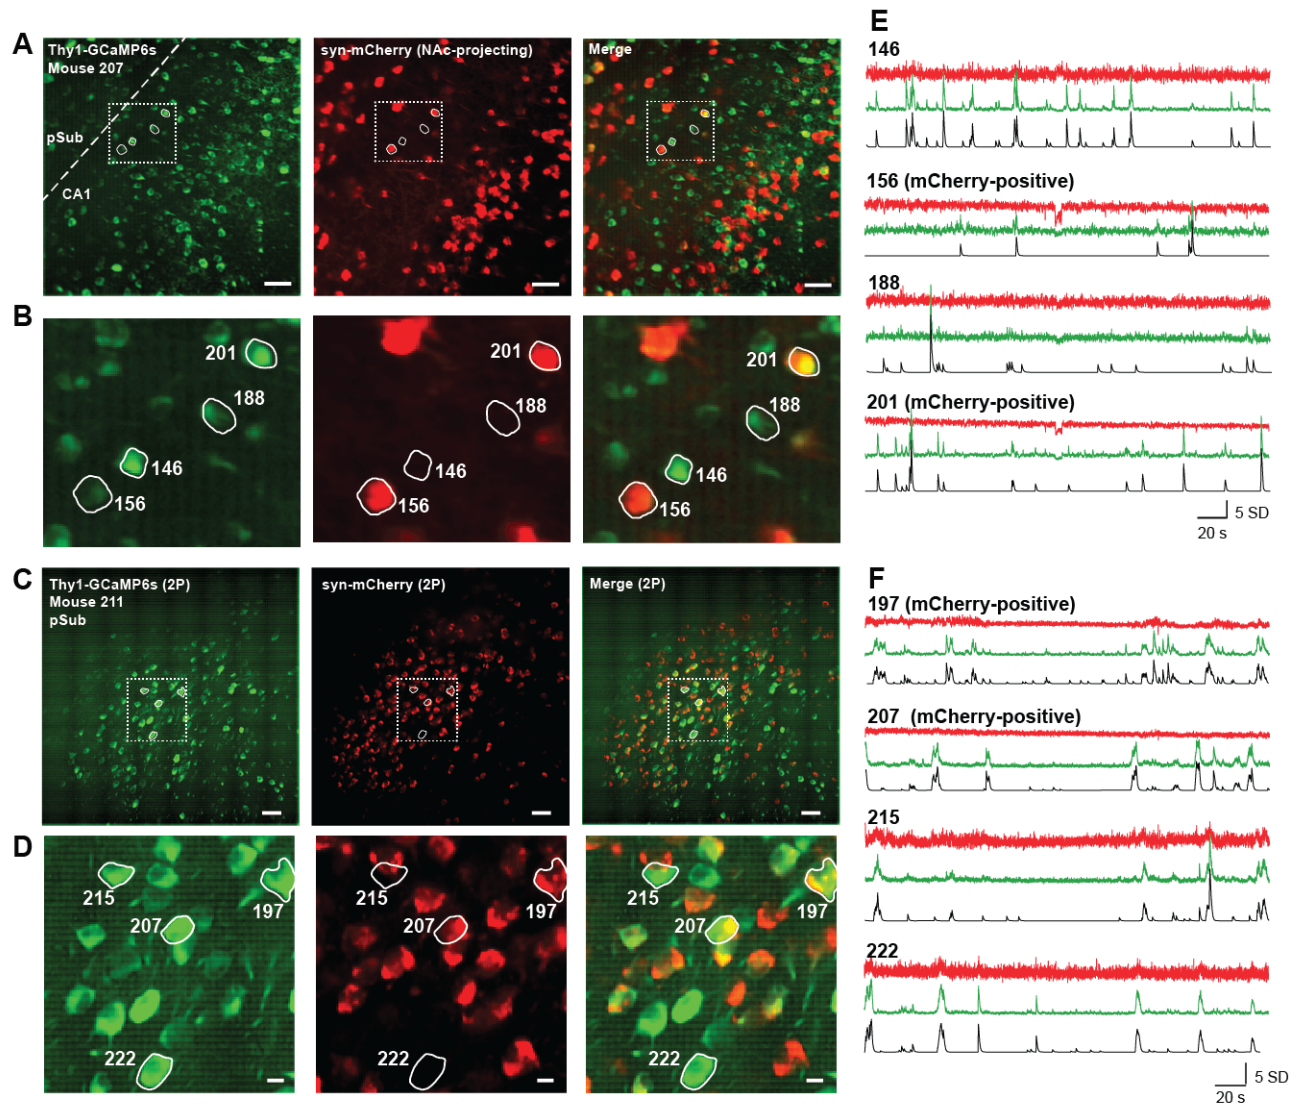 A
Thy1-GCaMP6s
Mouse 207
pSub
CA1
syn-mCherry (NAc-projecting)
Merge
B
201
188
146
156
201
188
146
156
201
188
146
156
C
Thy1-GCaMP6s (2P)
Mouse 211
pSub
syn-mCherry (2P)
Merge (2P)
D
215
197
207
222
215
197
207
222
215
197
207
222
E
146
156 (mCherry-positive)
188
201 (mCherry-positive)
5 SD
20 s
F
197 (mCherry-positive)
207 (mCherry-positive)
215
222
5 SD
20 s